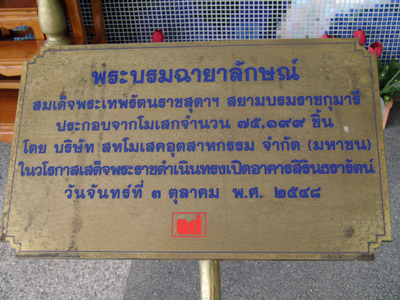 พระบรมฉายาลักษณ์
สมเด็จพระเทพรัตนราชสุดาฯ สยามบรมราชกุมารี
ประกอบจากโมเสกจำนวน ๗๕,๑๙๙ ชิ้น
โดย บริษัท สหโมเสคอุตสาหกรรม จำกัด (มหาชน)
ในวโรกาสเสด็จพระราชดำเนินทรงเปิดอาคารสิรินธรารัตน์
วันจันทร์ที่ ๓ ตุลาคม พ.ศ. ๒๕๔๘